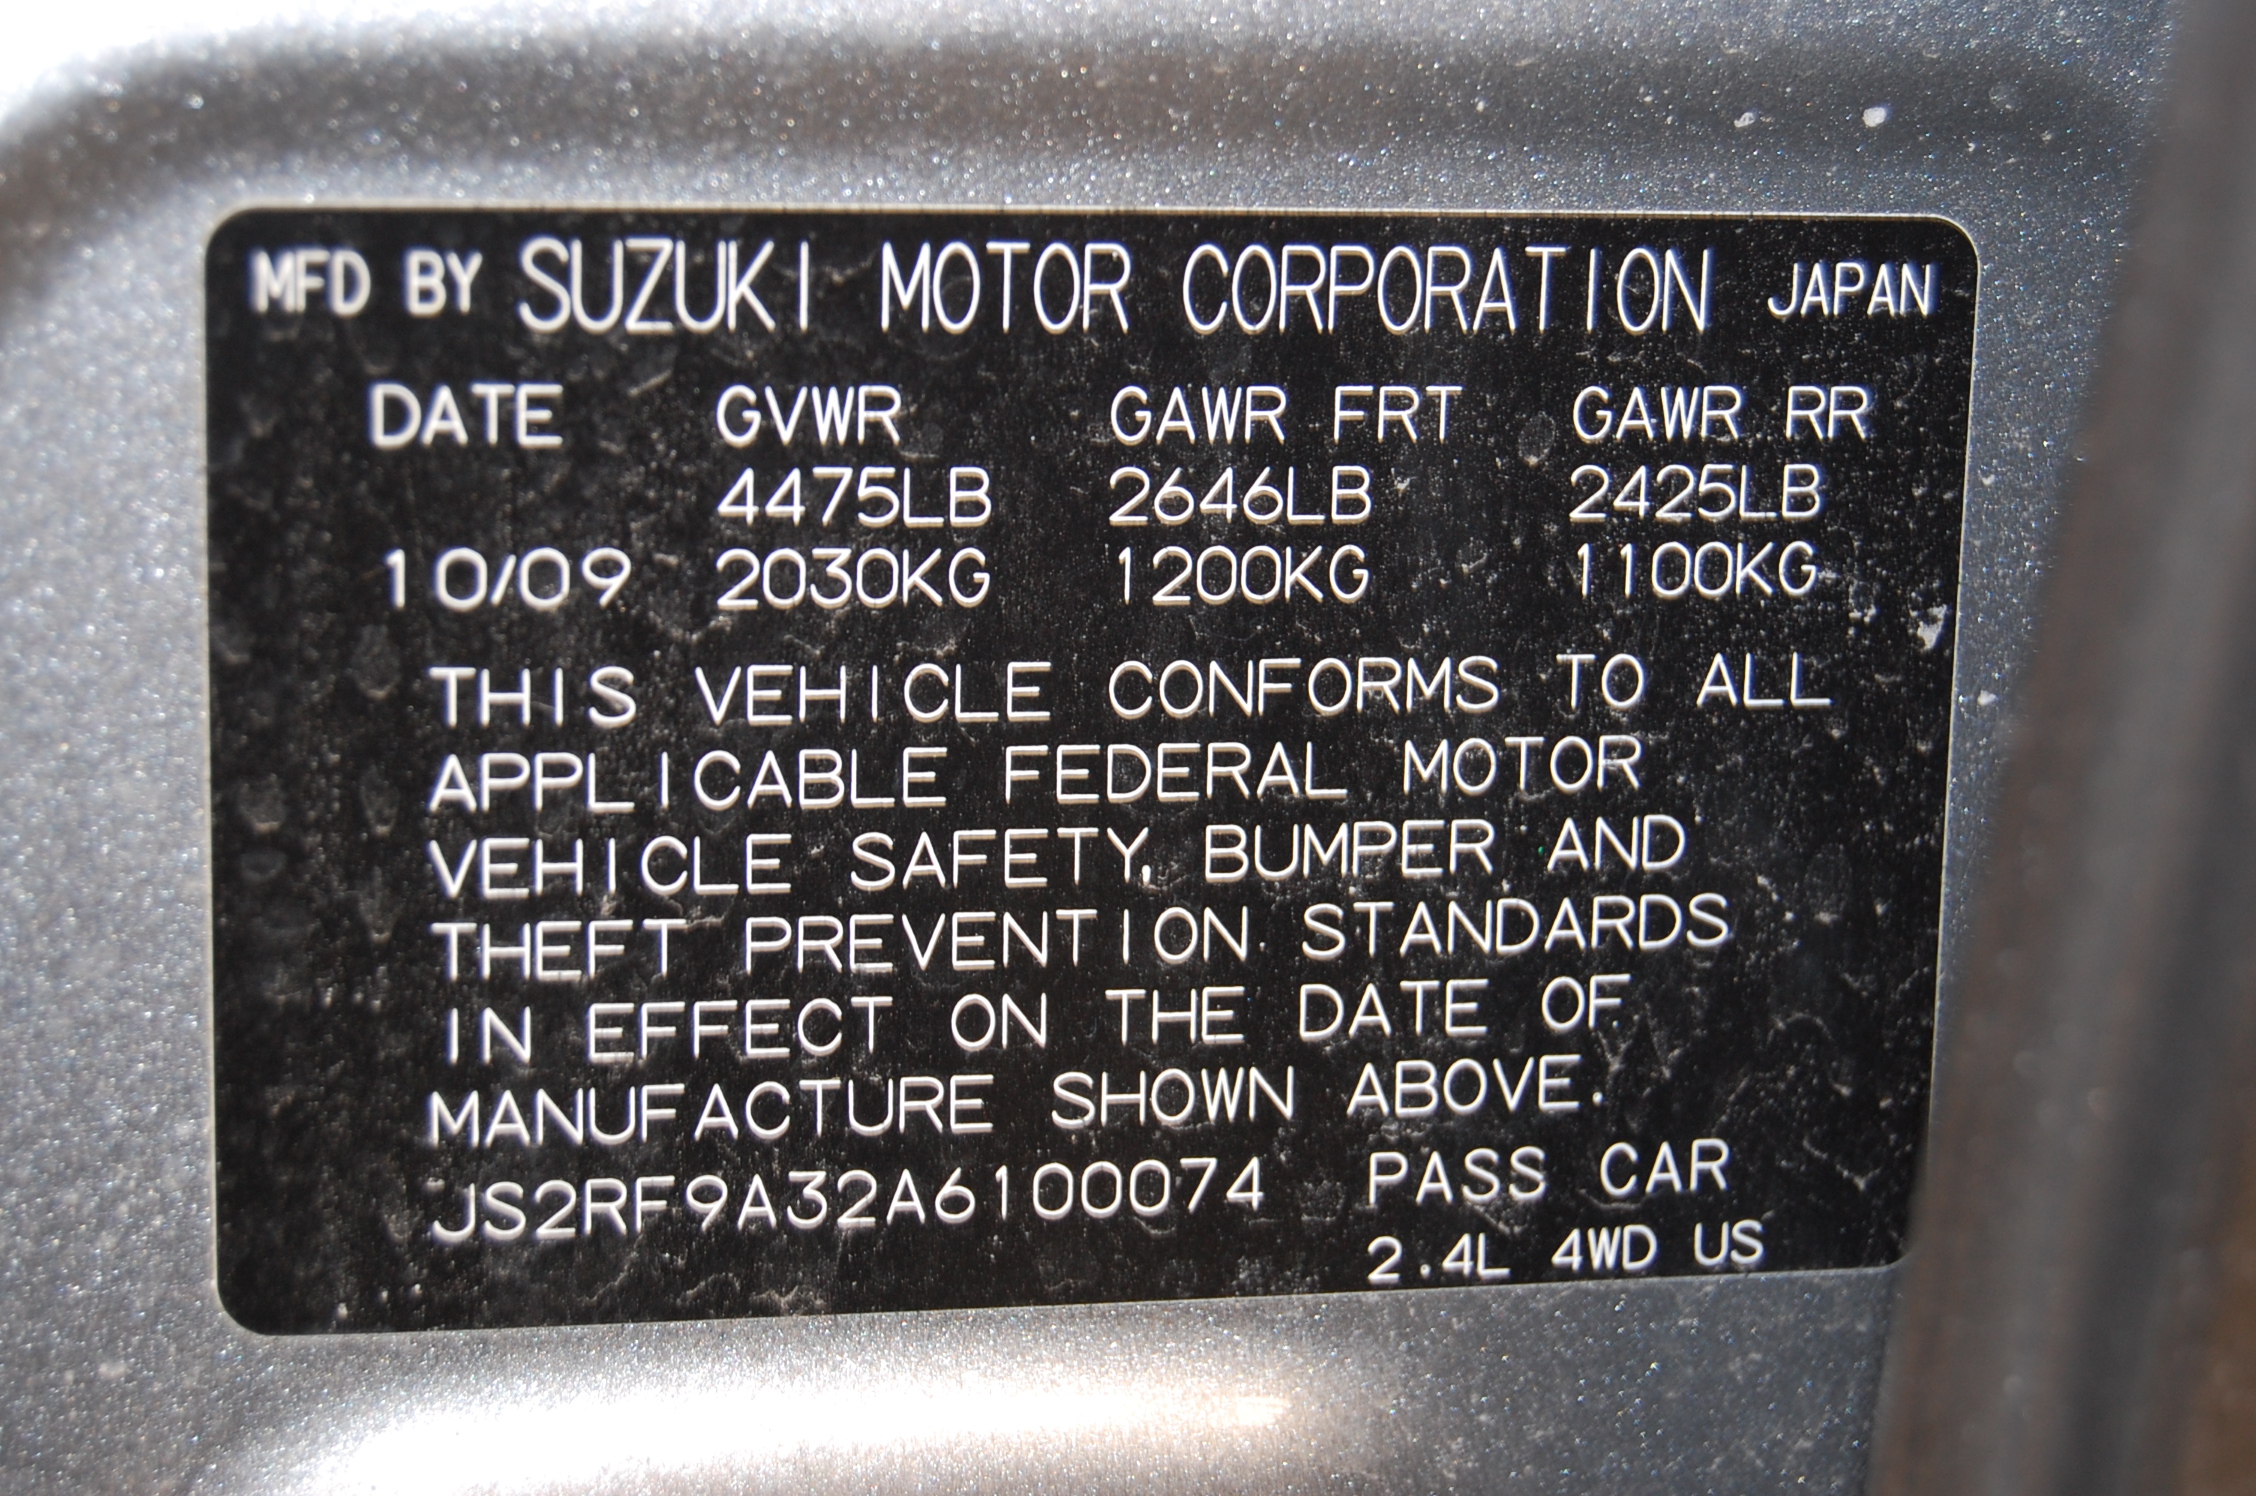 MFD BY SUZUKI MOTOR CORPORATION JAPAN
DATE GVWR GAWR FRT GAWR RR
4475LB 2646LB 2425LB
10/09 2030KG 1200KG 1100KG
THIS VEHICLE CONFORMS TO ALL
APPLICABLE FEDERAL MOTOR
VEHICLE SAFETY, BUMPER AND
THEFT PREVENTION STANDARDS
IN EFFECT ON THE DATE OF
MANUFACTURE SHOWN ABOVE.
JS2RF9A32A6100074 PASS CAR
2.4L 4WD US